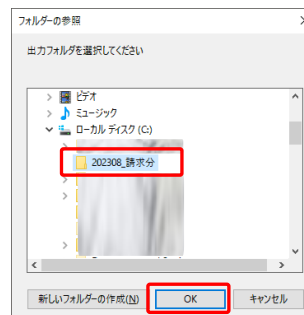 フォルダーの参照
出力フォルダを選択してください
ビデオ
ミュージック
ローカル ディスク (C:)
202308_請求分
新しいフォルダーの作成(N)
OK
キャンセル